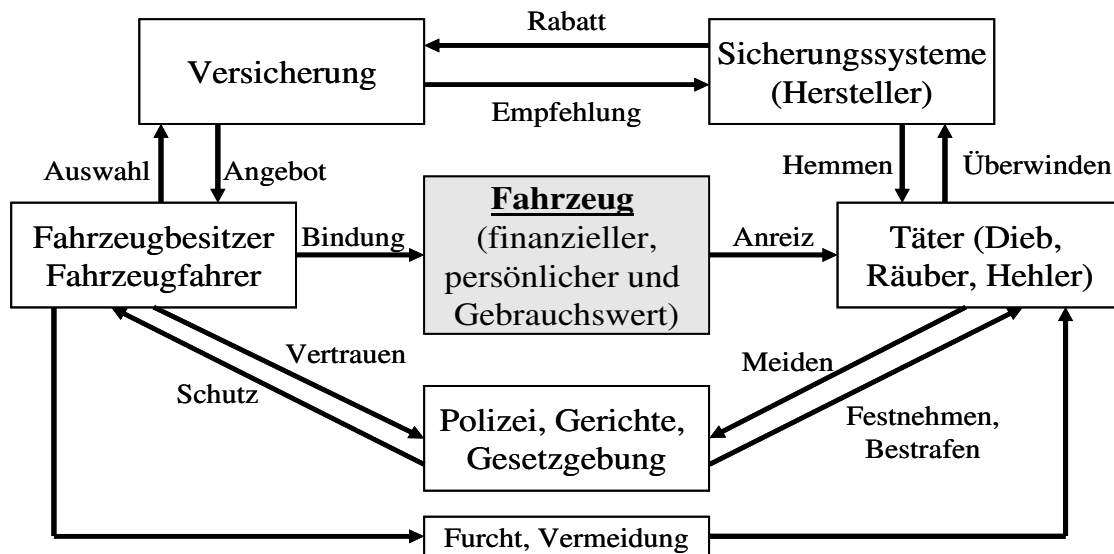 Rabatt
Versicherung
Sicherungssysteme
(Hersteller)
Empfehlung
Auswahl
Angebot
Hemmen
Überwinden
Fahrzeugbesitzer
Fahrzeugfahrer
Bindung
Fahrzeug
(finanzieller,
persönlicher und
Gebrauchswert)
Anreiz
Täter (Dieb,
Räuber, Hehler)
Vertrauen
Schutz
Meiden
Polizei, Gerichte,
Gesetzgebung
Festnehmen,
Bestrafen
Furcht, Vermeidung